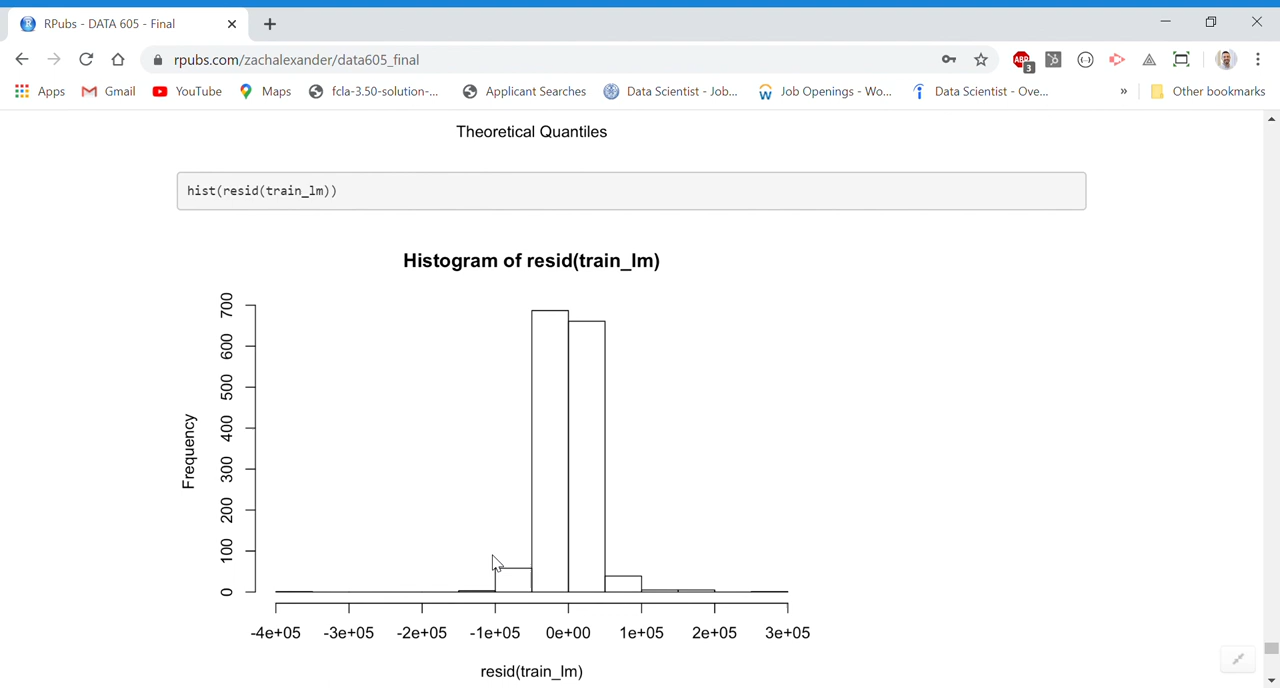 RPubs - DATA 605 - Final
rpubs.com/zachalexander/data605_final
ABP
3
Apps Gmail YouTube Maps fcla-3.50-solution-... Applicant Searches Data Scientist - Job... Job Openings - Wo... Data Scientist - Ove... » Other bookmarks
Theoretical Quantiles
hist(resid(train_lm))
Histogram of resid(train_lm)
Frequency
700
600
500
400
300
200
100
0
-4e+05 -3e+05 -2e+05 -1e+05 0e+00 1e+05 2e+05 3e+05
resid(train_lm)